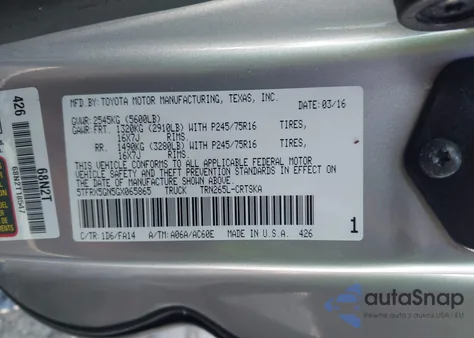 MFD.BY: TOYOTA MOTOR MANUFACTURING, TEXAS, INC.
DATE: 03/16
GVWR: 2545KG (5600LB)
GAWR: FRT. 1320KG (2910LB) WITH P245/75R16 TIRES,
16X7J RIMS.
RR. 1490KG (3280LB) WITH P245/75R16 TIRES,
16X7J RIMS.
THIS VEHICLE CONFORMS TO ALL APPLICABLE FEDERAL MOTOR
VEHICLE SAFETY AND THEFT PREVENTION STANDARDS IN EFFECT
ON THE DATE OF MANUFACTURE SHOWN ABOVE.
5TFRX5GN5GX065865 TRUCK TRN265L-CRTSKA
1
C/TR: 1D6/FA14 A/TM: A06A/AC60E MADE IN U.S.A. 426
426
68N2T
autoSnap